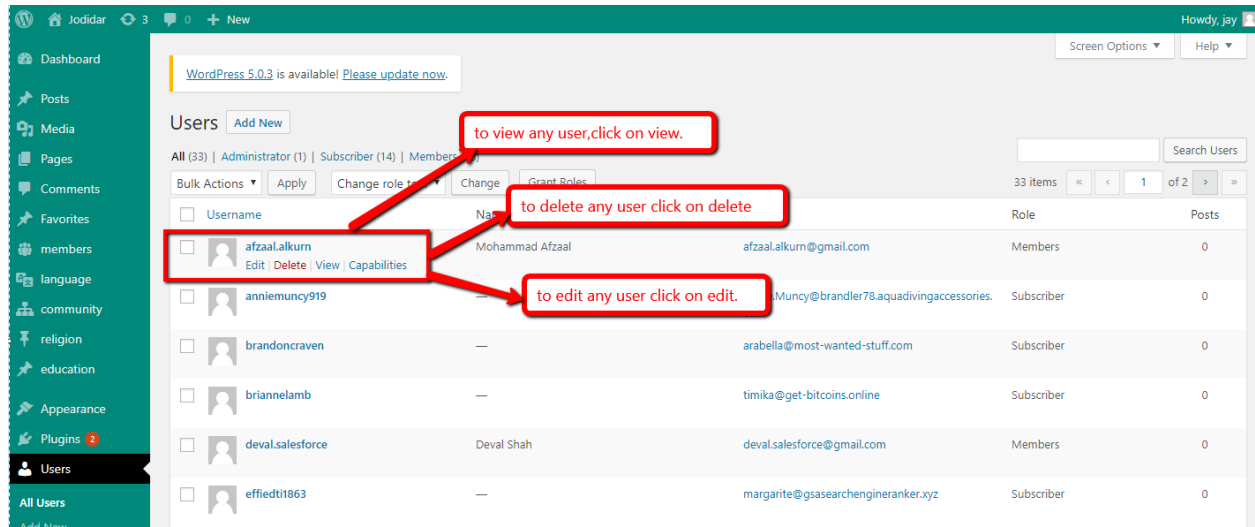 Jodidar 3 0 + New Howdy, jay
Screen Options ▼ Help ▼
Dashboard
Posts
Media
Pages
Comments
Favorites
members
language
community
religion
education
Appearance
Plugins 2
Users
All Users
Add New
WordPress 5.0.3 is available! Please update now.
Users Add New
to view any user,click on view.
All (33) | Administrator (1) | Subscriber (14) | Members
Search Users
Bulk Actions ▼ Apply Change role to Change Grant Roles 33 items « ‹ 1 of 2 › »
to delete any user click on delete
Username Role Posts
afzaal.alkurn Mohammad Afzaal afzaal.alkurn@gmail.com Members 0
Edit | Delete | View | Capabilities
to edit any user click on edit.
anniemuncy919 — .Muncy@brandler78.aquadivingaccessories. Subscriber 0
brandoncraven — arabella@most-wanted-stuff.com Subscriber 0
briannelamb — timika@get-bitcoins.online Subscriber 0
deval.salesforce Deval Shah deval.salesforce@gmail.com Members 0
effiedti1863 — margarite@gsasearchengineranker.xyz Subscriber 0